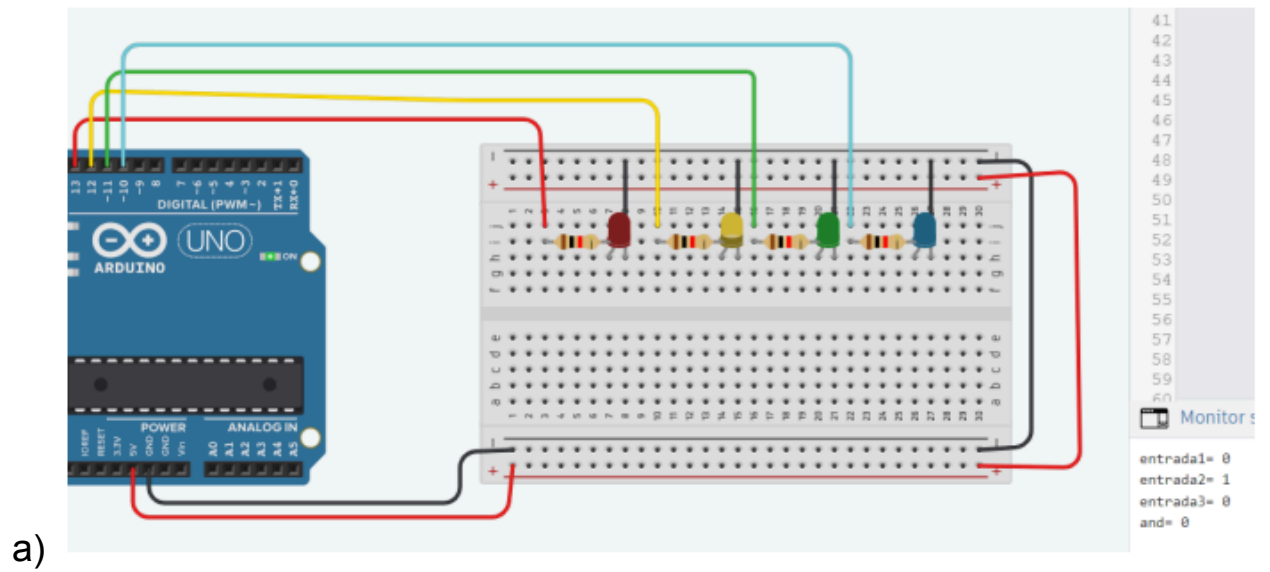 41
42
43
44
45
46
47
48
49
50
51
52
53
54
55
56
57
58
59
60
13 12 ~11 ~10 ~9 8 7 ~6 ~5 4 ~3 2 TX→1 RX←0
DIGITAL (PWM~)
UNO
ARDUINO
ON
POWER ANALOG IN
IOREF RESET 3.3V 5V GND GND Vin A0 A1 A2 A3 A4 A5
j
i
h
g
f
e
d
c
b
a
Monitor s
entrada1= 0
entrada2= 1
entrada3= 0
and= 0
a)